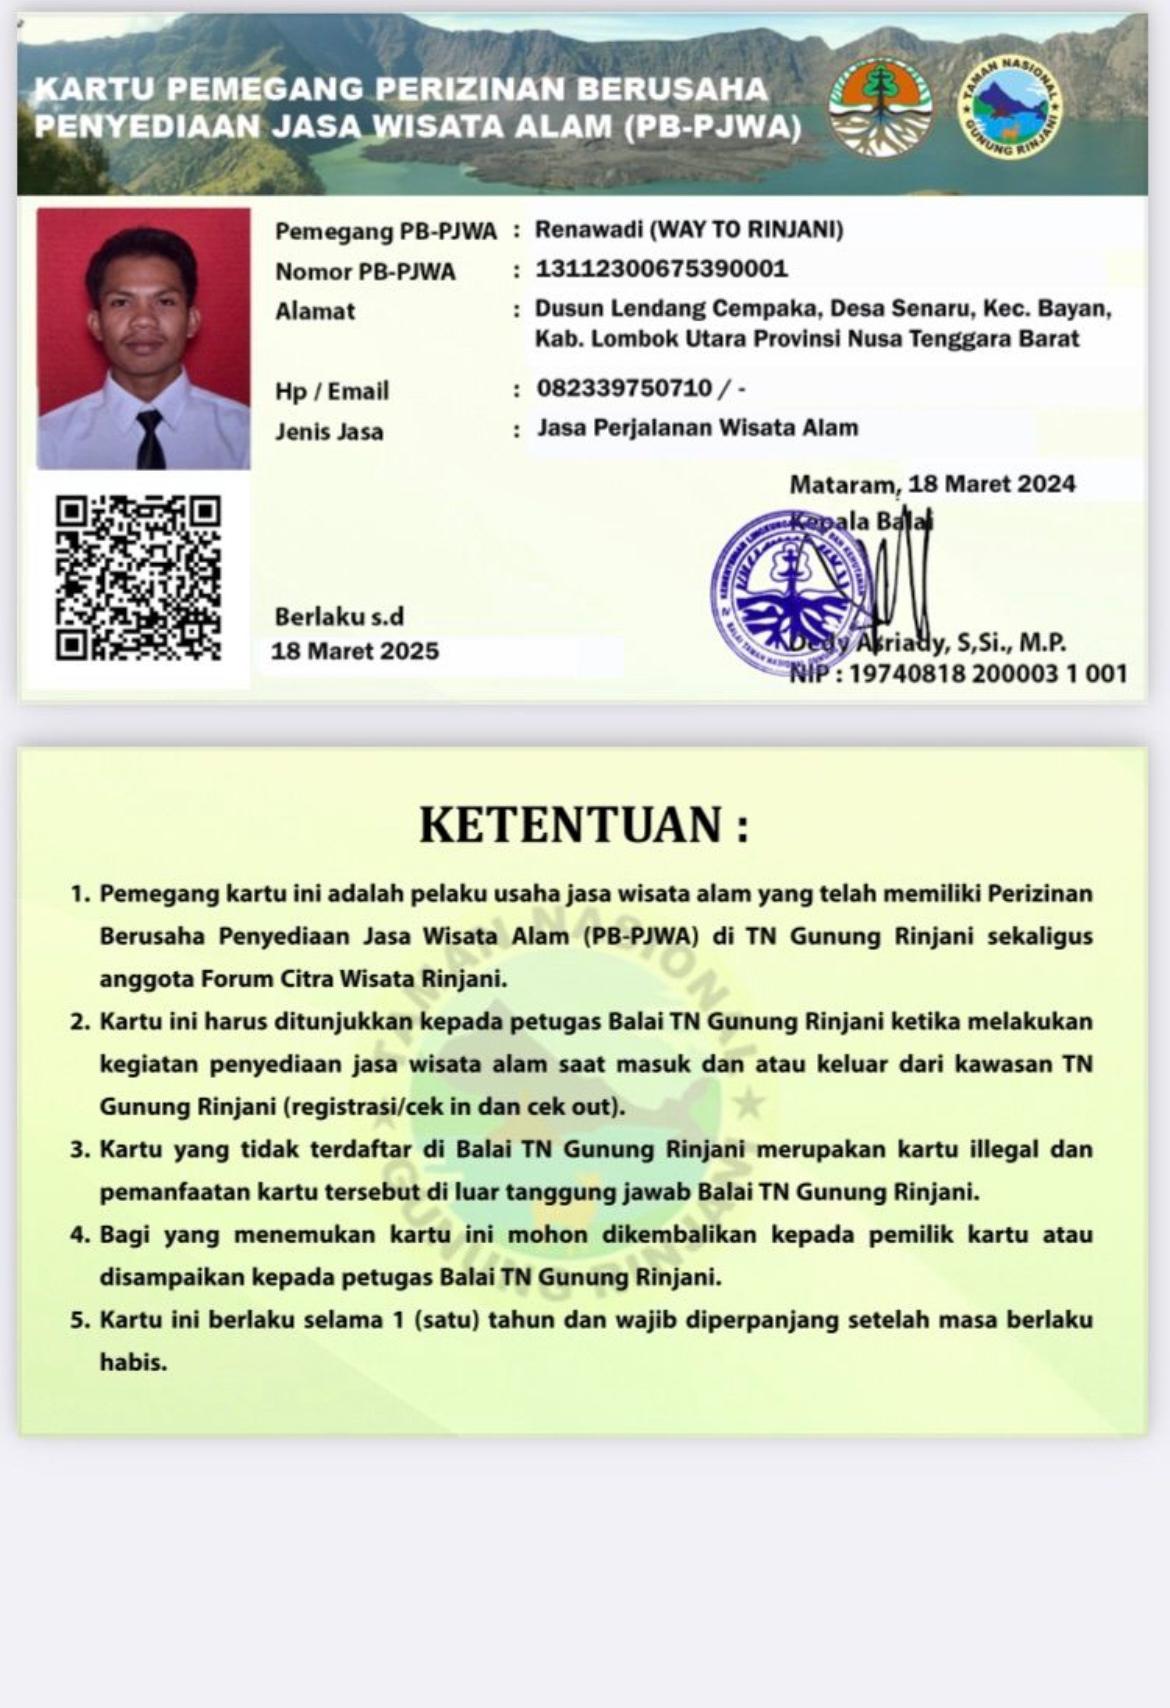 KARTU PEMEGANG PERIZINAN BERUSAHA
PENYEDIAAN JASA WISATA ALAM (PB-PJWA)
TAMAN NASIONAL
GUNUNG RINJANI
Pemegang PB-PJWA : Renawadi (WAY TO RINJANI)
Nomor PB-PJWA : 13112300675390001
Alamat : Dusun Lendang Cempaka, Desa Senaru, Kec. Bayan,
Kab. Lombok Utara Provinsi Nusa Tenggara Barat
Hp / Email : 082339750710 / -
Jenis Jasa : Jasa Perjalanan Wisata Alam
Mataram, 18 Maret 2024
Kepala Balai
Berlaku s.d
18 Maret 2025
Dedy Asriady, S,Si., M.P.
NIP : 19740818 200003 1 001
KETENTUAN :
1. Pemegang kartu ini adalah pelaku usaha jasa wisata alam yang telah memiliki Perizinan
Berusaha Penyediaan Jasa Wisata Alam (PB-PJWA) di TN Gunung Rinjani sekaligus
anggota Forum Citra Wisata Rinjani.
2. Kartu ini harus ditunjukkan kepada petugas Balai TN Gunung Rinjani ketika melakukan
kegiatan penyediaan jasa wisata alam saat masuk dan atau keluar dari kawasan TN
Gunung Rinjani (registrasi/cek in dan cek out).
3. Kartu yang tidak terdaftar di Balai TN Gunung Rinjani merupakan kartu illegal dan
pemanfaatan kartu tersebut di luar tanggung jawab Balai TN Gunung Rinjani.
4. Bagi yang menemukan kartu ini mohon dikembalikan kepada pemilik kartu atau
disampaikan kepada petugas Balai TN Gunung Rinjani.
5. Kartu ini berlaku selama 1 (satu) tahun dan wajib diperpanjang setelah masa berlaku
habis.
TAMAN NASIONAL
GUNUNG RINJANI